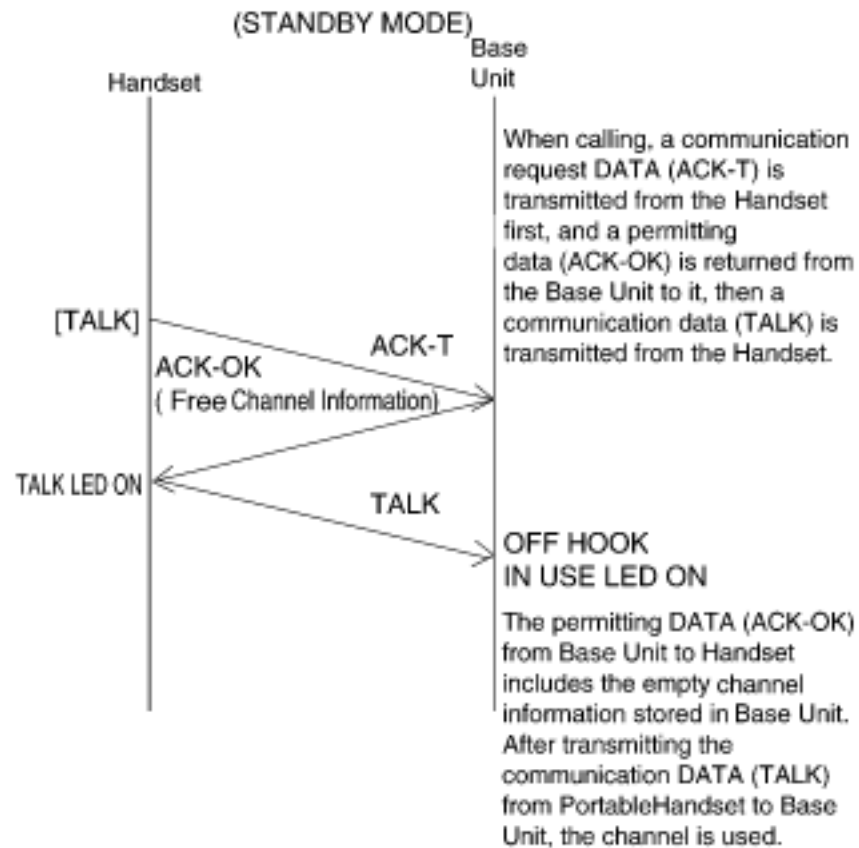 (STANDBY MODE)
Handset
Base
Unit
When calling, a communication
request DATA (ACK-T) is
transmitted from the Handset
first, and a permitting
data (ACK-OK) is returned from
the Base Unit to it, then a
communication data (TALK) is
transmitted from the Handset.
[TALK]
ACK-T
ACK-OK
( Free Channel Information)
TALK LED ON
TALK
OFF HOOK
IN USE LED ON
The permitting DATA (ACK-OK)
from Base Unit to Handset
includes the empty channel
information stored in Base Unit.
After transmitting the
communication DATA (TALK)
from PortableHandset to Base
Unit, the channel is used.